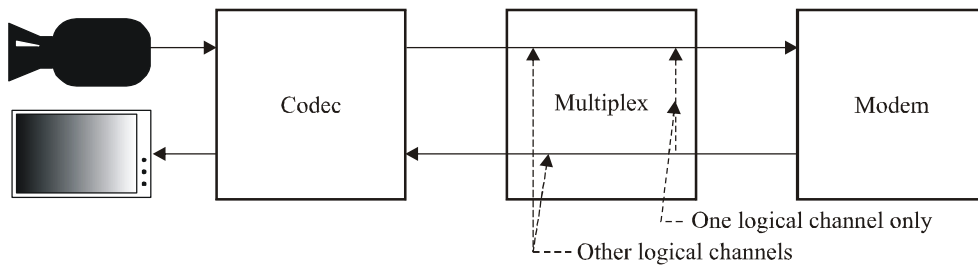 Codec
Multiplex
Modem
One logical channel only
Other logical channels